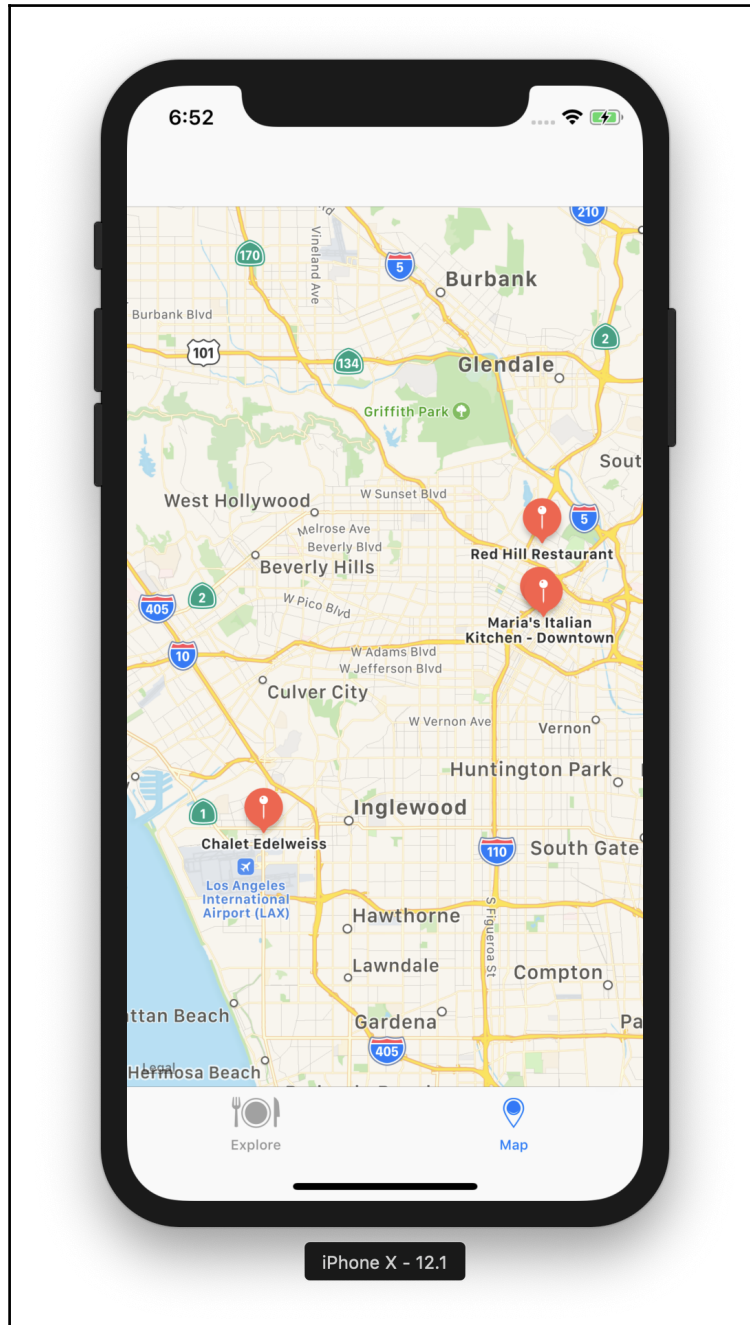 6:52
210
170
Vineland Ave
5
Burbank
Burbank Blvd
2
101
134
Glendale
Griffith Park
Sout
West Hollywood
W Sunset Blvd
5
Melrose Ave
Beverly Blvd
Red Hill Restaurant
Beverly Hills
405
2
W Pico Blvd
Maria's Italian
Kitchen - Downtown
10
W Adams Blvd
W Jefferson Blvd
Culver City
W Vernon Ave
Vernon
Huntington Park
1
Inglewood
Chalet Edelweiss
110
South Gate
Los Angeles
International
Airport (LAX)
Hawthorne
S Figueroa St
Lawndale
Compton
ttan Beach
Gardena
Pa
405
Legal
Hermosa Beach
Explore
Map
iPhone X - 12.1